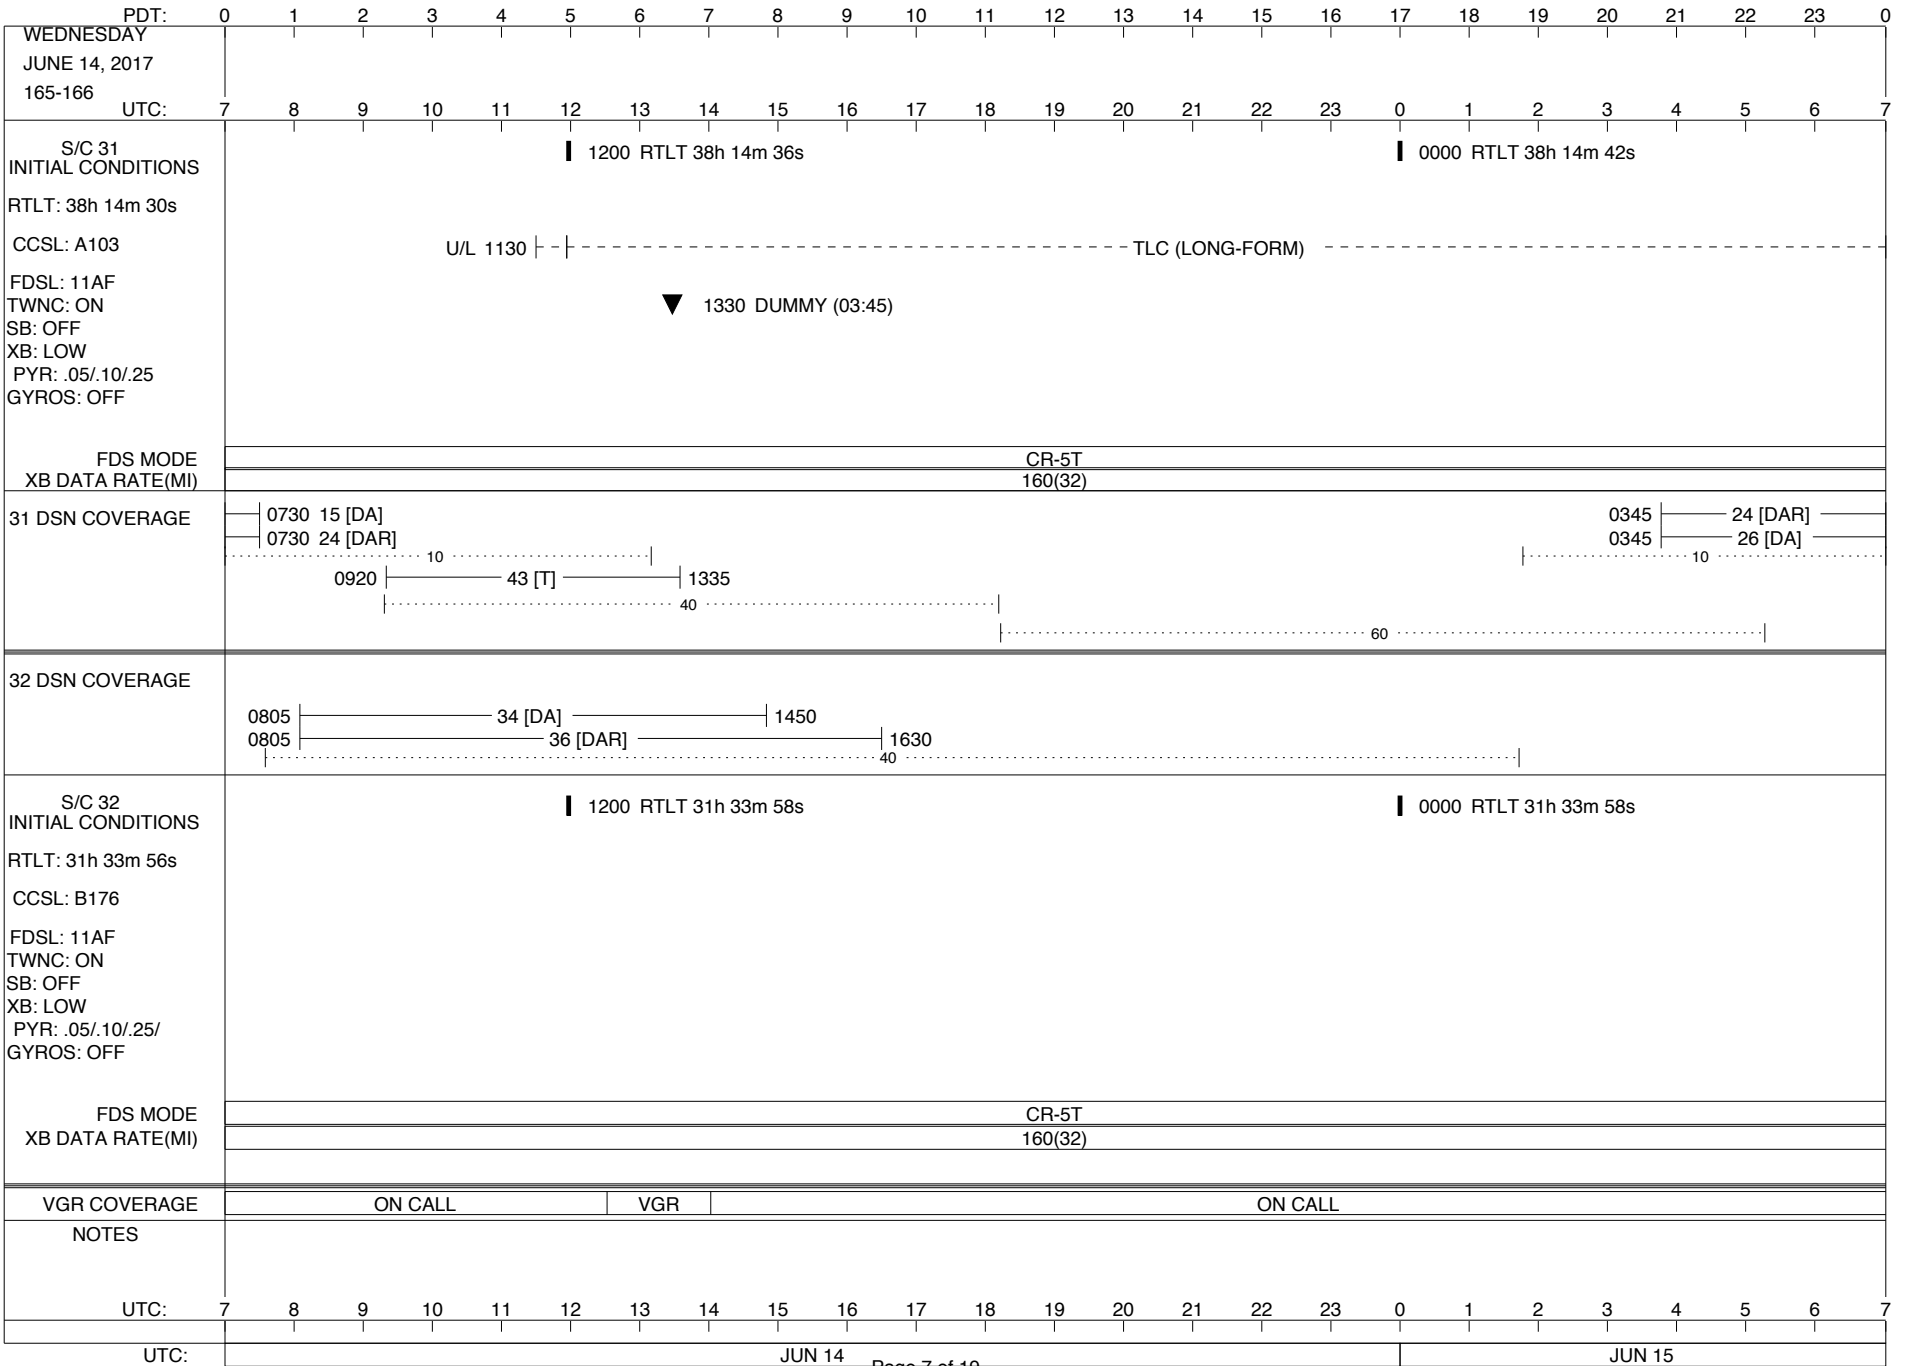 PDT: 0 1 2 3 4 5 6 7 8 9 10 11 12 13 14 15 16 17 18 19 20 21 22 23 0
WEDNESDAY
JUNE 14, 2017
165-166
UTC: 7 8 9 10 11 12 13 14 15 16 17 18 19 20 21 22 23 0 1 2 3 4 5 6 7
S/C 31
INITIAL CONDITIONS
1200 RTLT 38h 14m 36s
0000 RTLT 38h 14m 42s
RTLT: 38h 14m 30s
CCSL: A103
U/L 1130
TLC (LONG-FORM)
FDSL: 11AF
TWNC: ON
1330 DUMMY (03:45)
SB: OFF
XB: LOW
PYR: .05/.10/.25
GYROS: OFF
FDS MODE
CR-5T
XB DATA RATE(MI)
160(32)
31 DSN COVERAGE
0730 15 [DA]
0345 24 [DAR]
0730 24 [DAR]
0345 26 [DA]
10
10
0920 43 [T] 1335
40
60
32 DSN COVERAGE
0805 34 [DA] 1450
0805 36 [DAR] 1630
40
S/C 32
INITIAL CONDITIONS
1200 RTLT 31h 33m 58s
0000 RTLT 31h 33m 58s
RTLT: 31h 33m 56s
CCSL: B176
FDSL: 11AF
TWNC: ON
SB: OFF
XB: LOW
PYR: .05/.10/.25/
GYROS: OFF
FDS MODE
CR-5T
XB DATA RATE(MI)
160(32)
VGR COVERAGE
ON CALL VGR ON CALL
NOTES
UTC: 7 8 9 10 11 12 13 14 15 16 17 18 19 20 21 22 23 0 1 2 3 4 5 6 7
UTC: JUN 14 JUN 15
Page 7 of